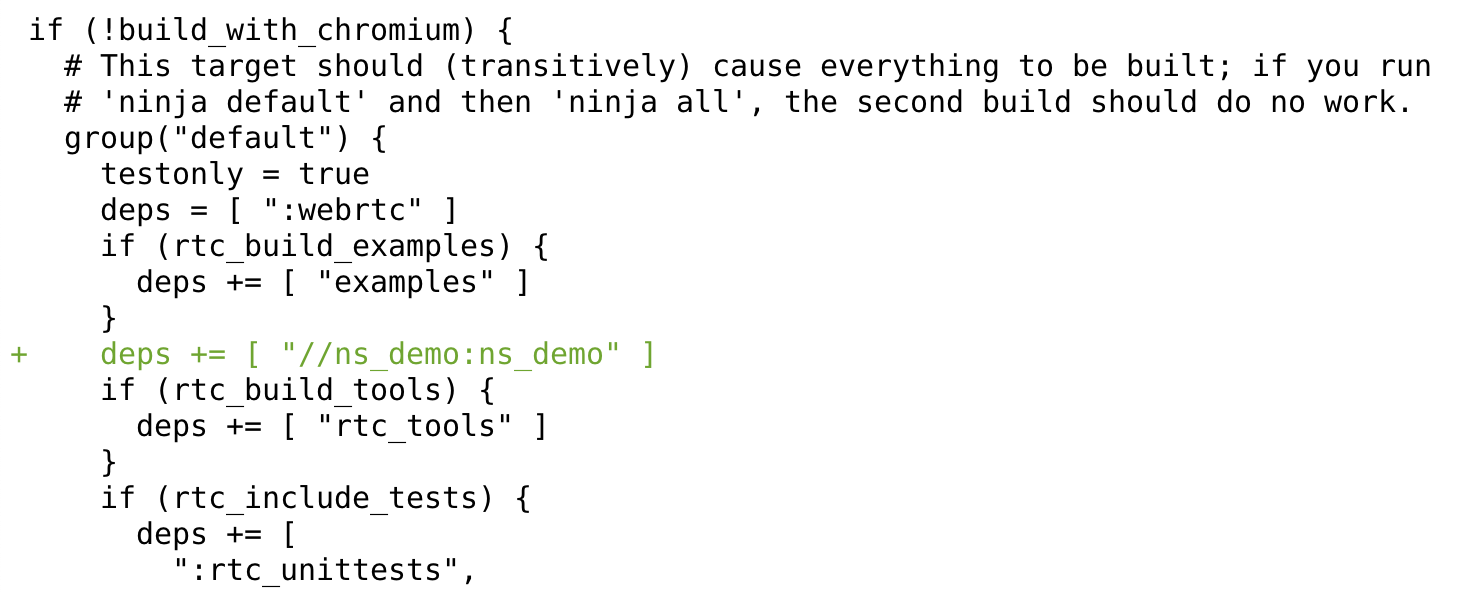 if (!build_with_chromium) {
  # This target should (transitively) cause everything to be built; if you run
  # 'ninja default' and then 'ninja all', the second build should do no work.
  group("default") {
    testonly = true
    deps = [ ":webrtc" ]
    if (rtc_build_examples) {
      deps += [ "examples" ]
    }
+    deps += [ "//ns_demo:ns_demo" ]
    if (rtc_build_tools) {
      deps += [ "rtc_tools" ]
    }
    if (rtc_include_tests) {
      deps += [
        ":rtc_unittests",